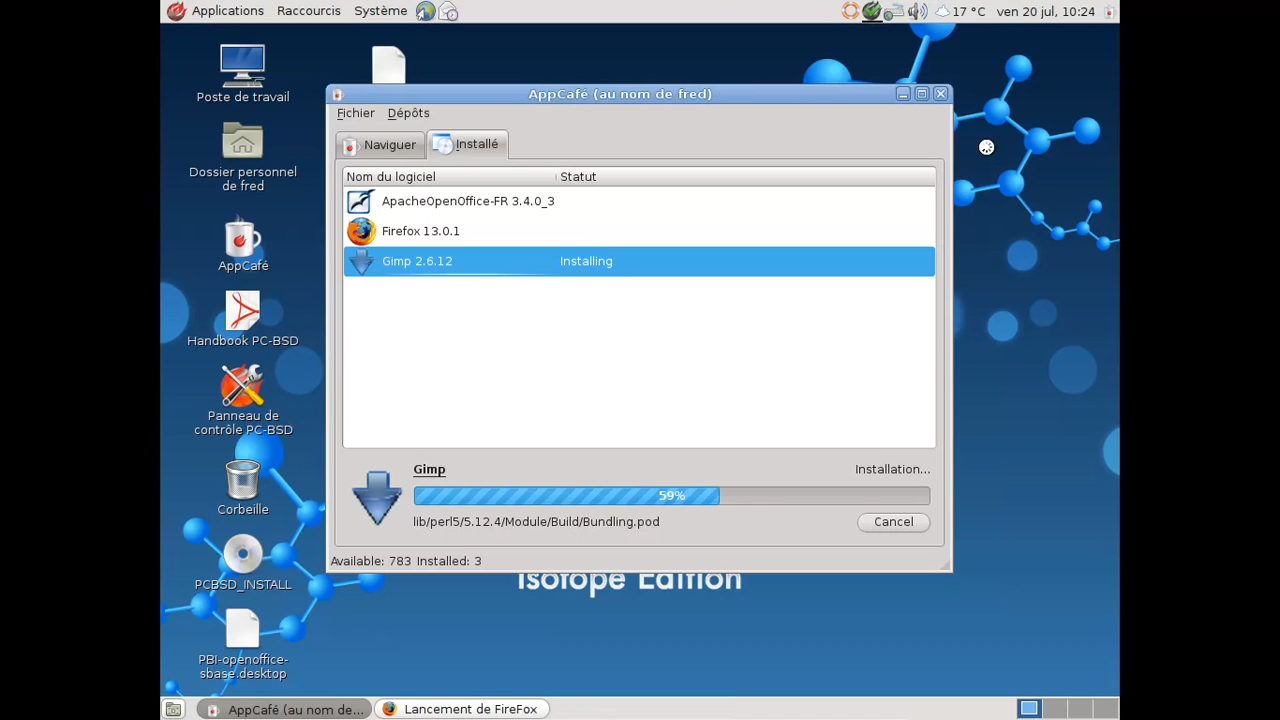 Applications Raccourcis Système 17 °C ven 20 jul, 10:24
Poste de travail
Dossier personnel
de fred
AppCafé
Handbook PC-BSD
Panneau de
contrôle PC-BSD
Corbeille
PCBSD_INSTALL
PBI-openoffice-
sbase.desktop
AppCafé (au nom de fred)
Fichier Dépôts
Naviguer Installé
Nom du logiciel Statut
ApacheOpenOffice-FR 3.4.0_3
Firefox 13.0.1
Gimp 2.6.12 Installing
Gimp Installation...
59%
lib/perl5/5.12.4/Module/Build/Bundling.pod Cancel
Available: 783 Installed: 3
Isotope Edition
AppCafé (au nom de... Lancement de FireFox